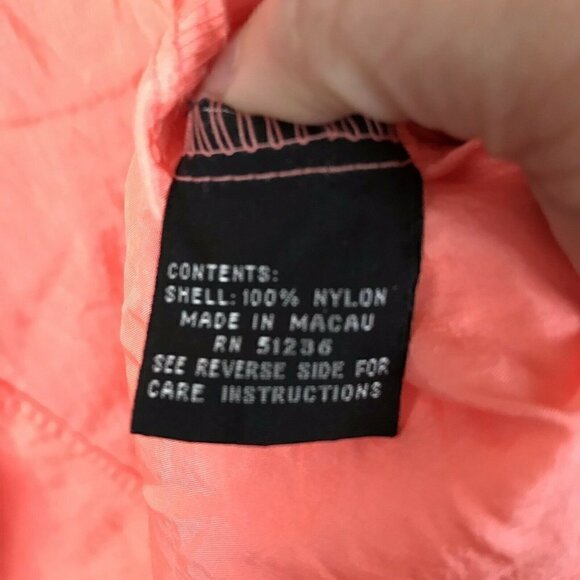 CONTENTS:
SHELL: 100% NYLON
MADE IN MACAU
RN 51236
SEE REVERSE SIDE FOR
CARE INSTRUCTIONS